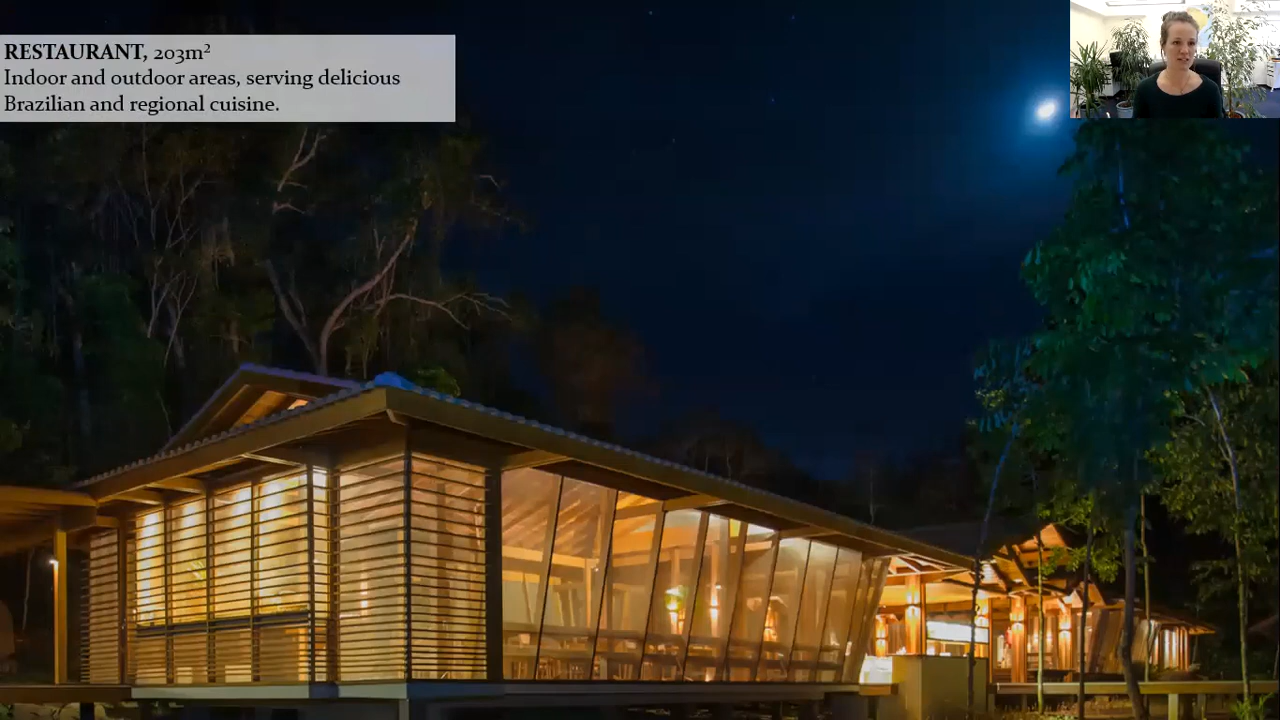 RESTAURANT, 203m²
Indoor and outdoor areas, serving delicious
Brazilian and regional cuisine.